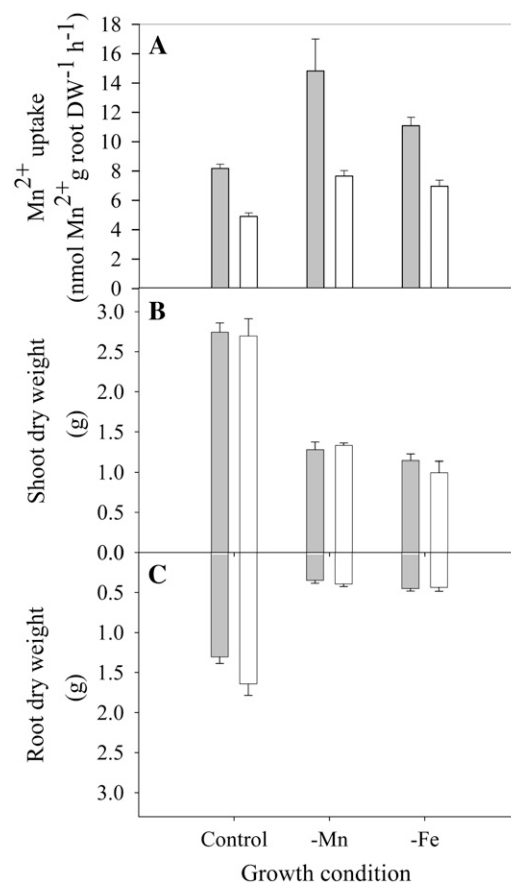 A
Mn2+ uptake
(nmol Mn2+ g root DW-1 h-1)
18
16
14
12
10
8
6
4
2
0
B
Shoot dry weight
(g)
3.0
2.5
2.0
1.5
1.0
0.5
0.0
C
Root dry weight
(g)
0.5
1.0
1.5
2.0
2.5
3.0
Control -Mn -Fe
Growth condition